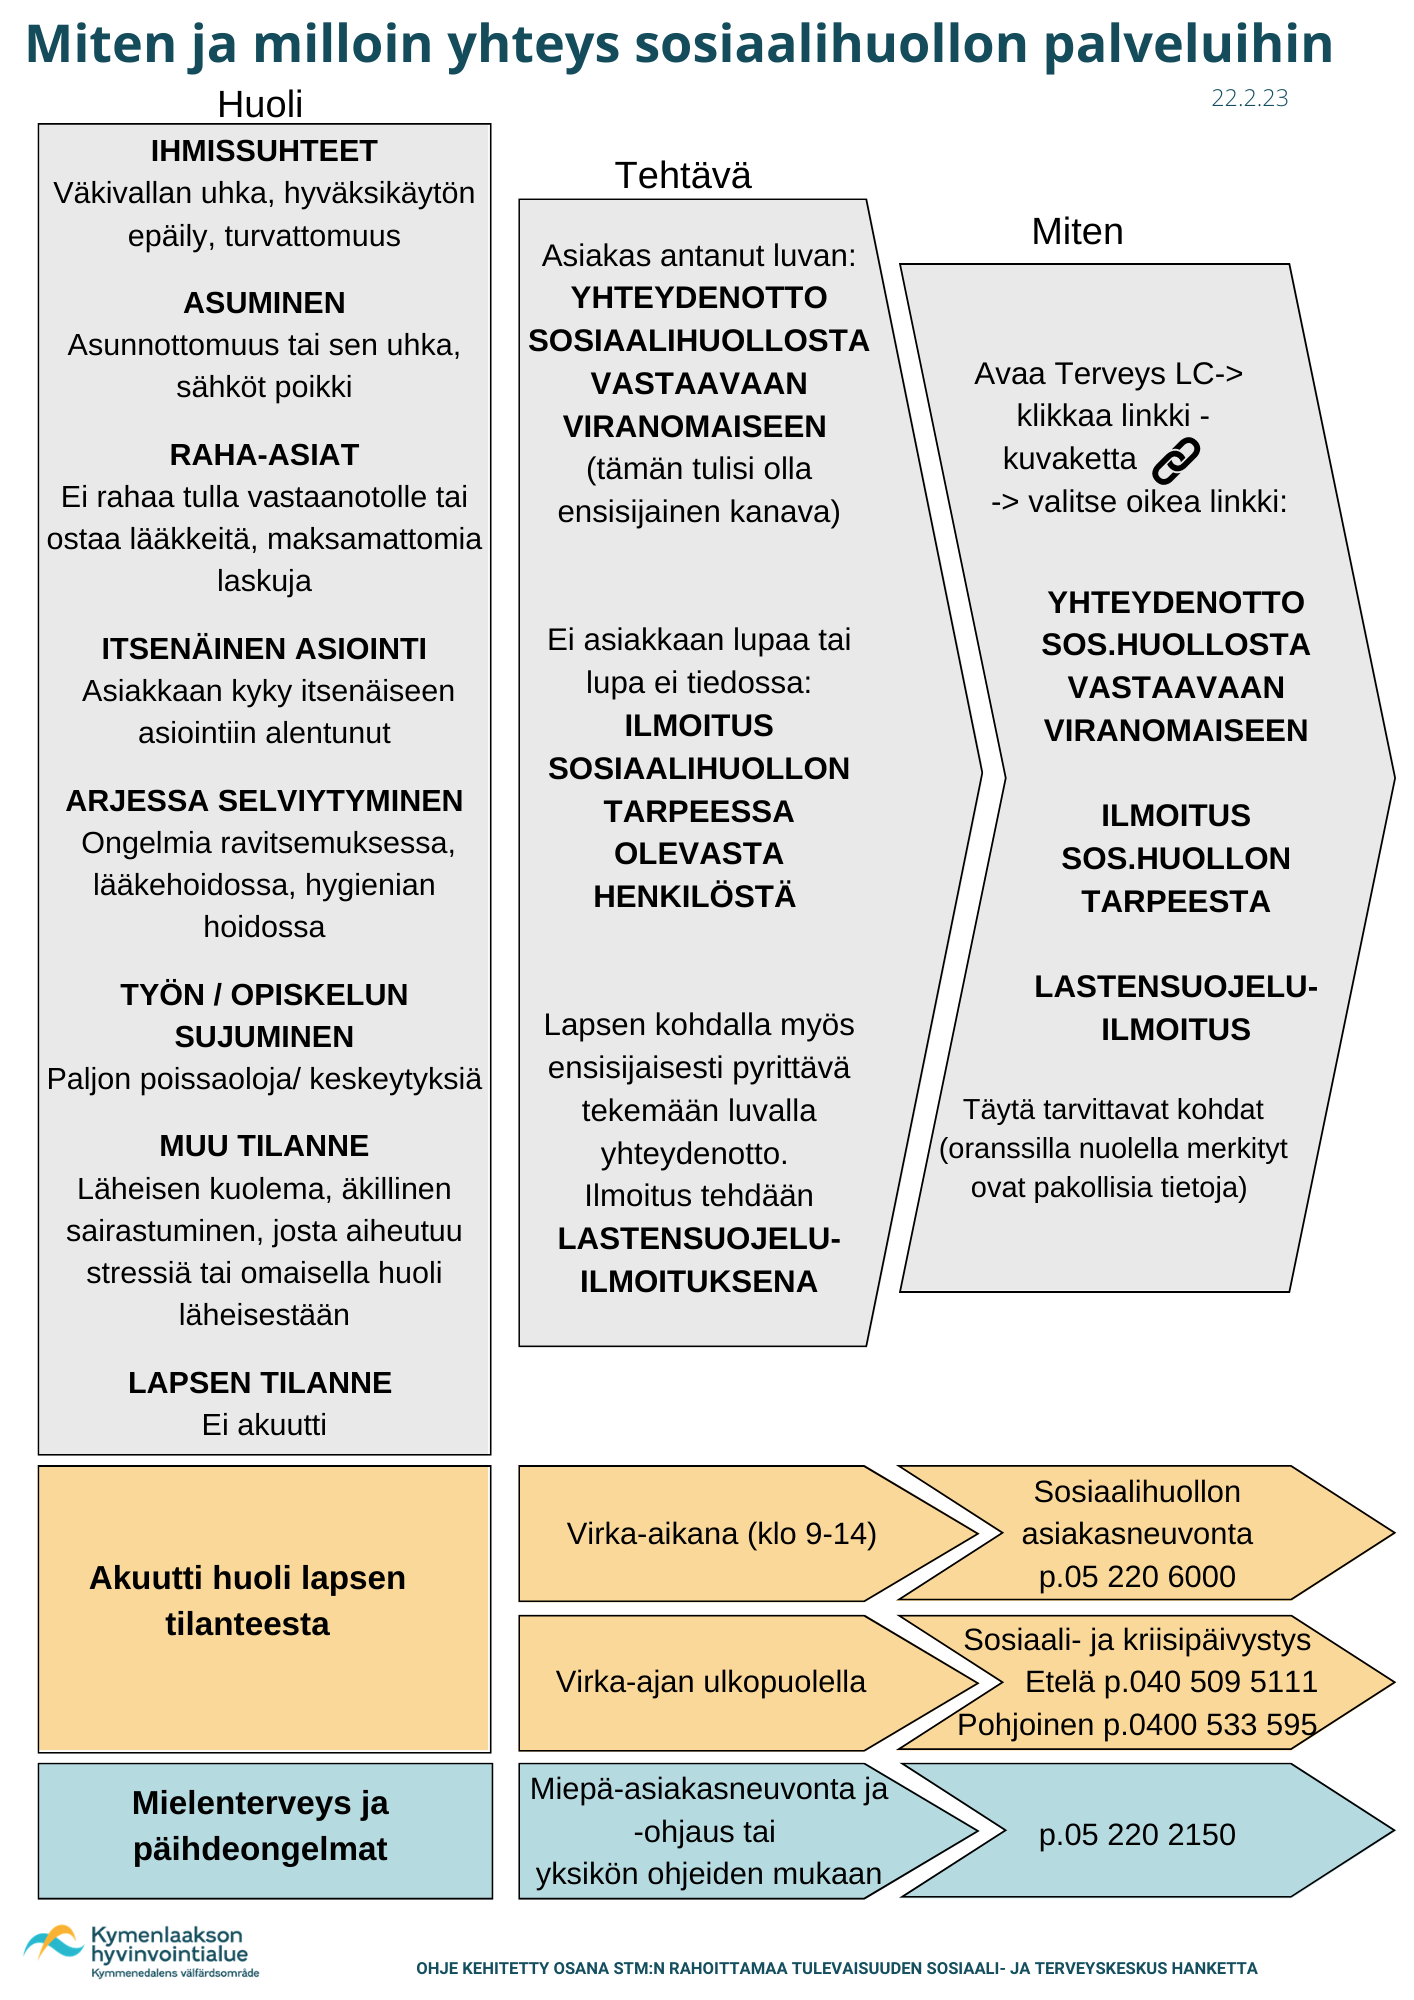 Miten ja milloin yhteys sosiaalihuollon palveluihin
22.2.23
Huoli
IHMISSUHTEET
Väkivallan uhka, hyväksikäytön
epäily, turvattomuus
ASUMINEN
Asunnottomuus tai sen uhka,
sähköt poikki
RAHA-ASIAT
Ei rahaa tulla vastaanotolle tai
ostaa lääkkeitä, maksamattomia
laskuja
ITSENÄINEN ASIOINTI
Asiakkaan kyky itsenäiseen
asiointiin alentunut
ARJESSA SELVIYTYMINEN
Ongelmia ravitsemuksessa,
lääkehoidossa, hygienian
hoidossa
TYÖN / OPISKELUN
SUJUMINEN
Paljon poissaoloja/ keskeytyksiä
MUU TILANNE
Läheisen kuolema, äkillinen
sairastuminen, josta aiheutuu
stressiä tai omaisella huoli
läheisestään
LAPSEN TILANNE
Ei akuutti
Tehtävä
Asiakas antanut luvan:
YHTEYDENOTTO
SOSIAALIHUOLLOSTA
VASTAAVAAN
VIRANOMAISEEN
(tämän tulisi olla
ensisijainen kanava)
Ei asiakkaan lupaa tai
lupa ei tiedossa:
ILMOITUS
SOSIAALIHUOLLON
TARPEESSA
OLEVASTA
HENKILÖSTÄ
Lapsen kohdalla myös
ensisijaisesti pyrittävä
tekemään luvalla
yhteydenotto.
Ilmoitus tehdään
LASTENSUOJELU-
ILMOITUKSENA
Miten
Avaa Terveys LC->
klikkaa linkki -
kuvaketta
-> valitse oikea linkki:
YHTEYDENOTTO
SOS.HUOLLOSTA
VASTAAVAAN
VIRANOMAISEEN
ILMOITUS
SOS.HUOLLON
TARPEESTA
LASTENSUOJELU-
ILMOITUS
Täytä tarvittavat kohdat
(oranssilla nuolella merkityt
ovat pakollisia tietoja)
Akuutti huoli lapsen
tilanteesta
Virka-aikana (klo 9-14)
Sosiaalihuollon
asiakasneuvonta
p.05 220 6000
Virka-ajan ulkopuolella
Sosiaali- ja kriisipäivystys
Etelä p.040 509 5111
Pohjoinen p.0400 533 595
Mielenterveys ja
päihdeongelmat
Miepä-asiakasneuvonta ja
-ohjaus tai
yksikön ohjeiden mukaan
p.05 220 2150
Kymenlaakson
hyvinvointialue
Kymmenedalens välfärdsområde
OHJE KEHITETTY OSANA STM:N RAHOITTAMAA TULEVAISUUDEN SOSIAALI- JA TERVEYSKESKUS HANKETTA